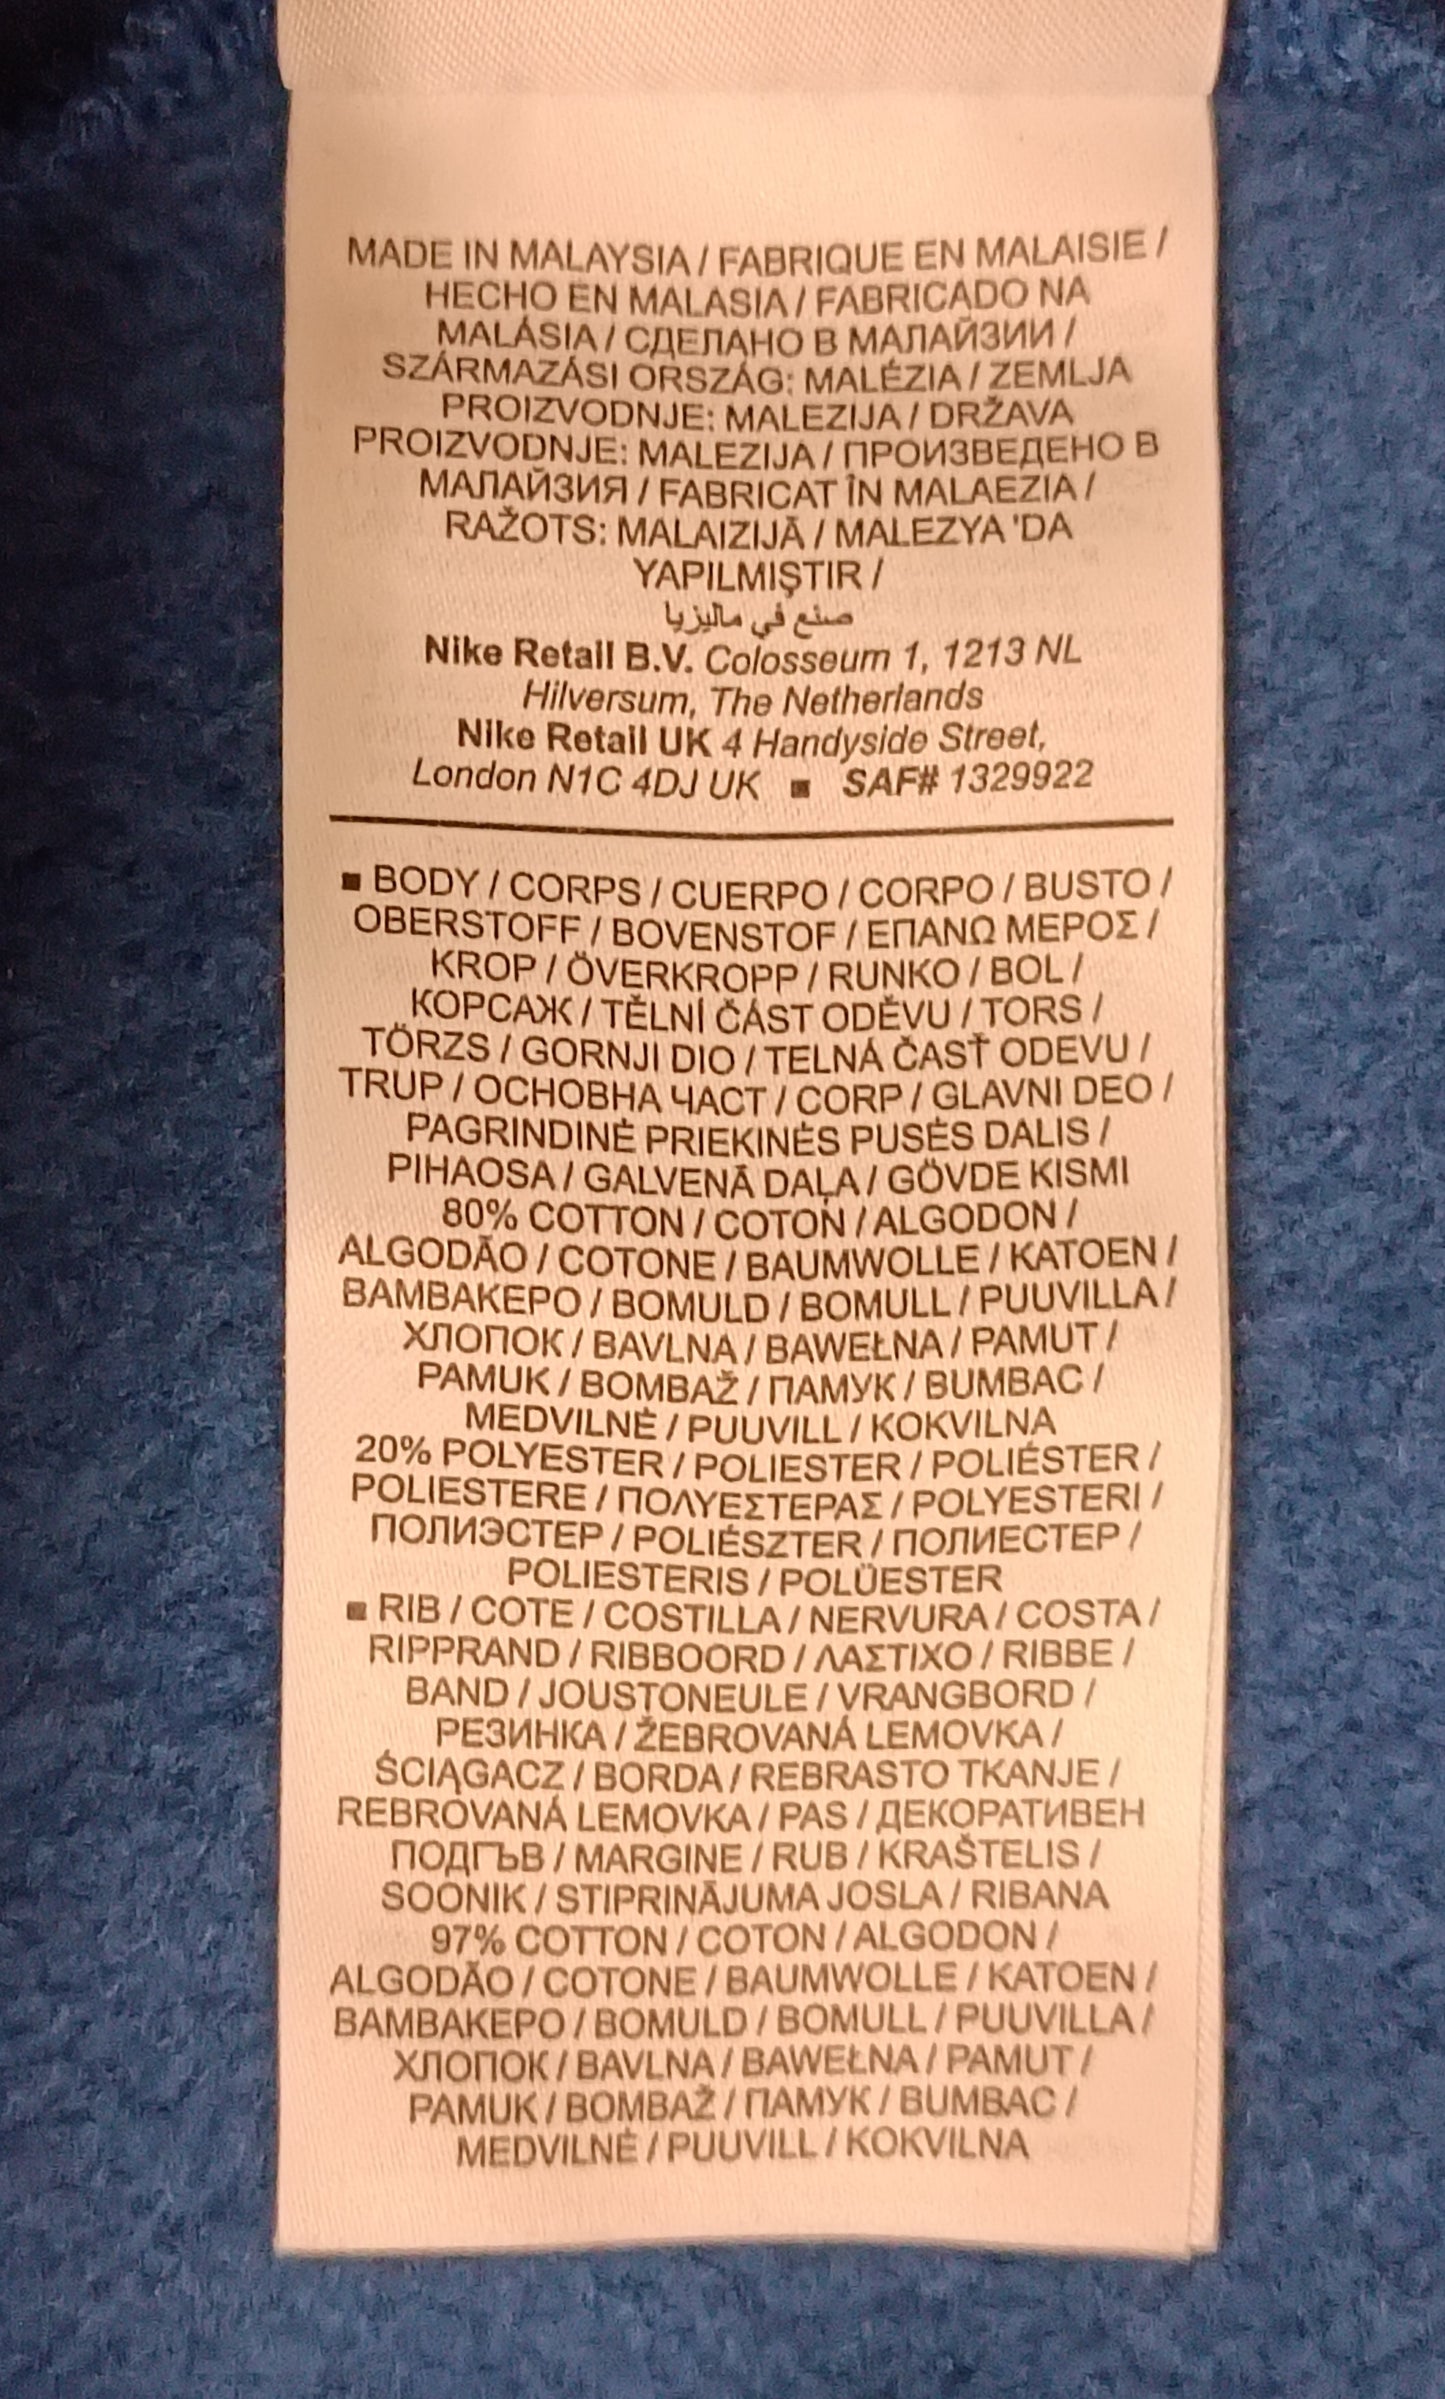 MADE IN MALAYSIA / FABRIQUE EN MALAISIE /
HECHO EN MALASIA / FABRICADO NA
MALÁSIA / СДЕЛАНО В МАЛАЙЗИИ /
SZÁRMAZÁSI ORSZÁG: MALÉZIA / ZEMLJA
PROIZVODNJE: MALEZIJA / DRŽAVA
PROIZVODNJE: MALEZIJA / ПРОИЗВЕДЕНО В
МАЛАЙЗИЯ / FABRICAT ÎN MALAEZIA /
RAŽOTS: MALAIZIJĀ / MALEZYA 'DA
YAPILMIŞTIR /
صنع في ماليزيا
Nike Retail B.V. Colosseum 1, 1213 NL
Hilversum, The Netherlands
Nike Retail UK 4 Handyside Street,
London N1C 4DJ UK ■ SAF# 1329922
■ BODY / CORPS / CUERPO / CORPO / BUSTO /
OBERSTOFF / BOVENSTOF / ΕΠΑΝΩ ΜΕΡΟΣ /
KROP / ÖVERKROPP / RUNKO / BOL /
КОРСАЖ / TĚLNÍ ČÁST ODĚVU / TORS /
TÖRZS / GORNJI DIO / TELNÁ ČASŤ ODEVU /
TRUP / ОСНОВНА ЧАСТ / CORP / GLAVNI DEO /
PAGRINDINĖ PRIEKINĖS PUSĖS DALIS /
PIHAOSA / GALVENĀ DAĻA / GÖVDE KISMI
80% COTTON / COTON / ALGODON /
ALGODÃO / COTONE / BAUMWOLLE / KATOEN /
ΒΑΜΒΑΚΕΡΟ / BOMULD / BOMULL / PUUVILLA /
ХЛОПОК / BAVLNA / BAWEŁNA / PAMUT /
PAMUK / BOMBAŽ / ПАМУК / BUMBAC /
MEDVILNĖ / PUUVILL / KOKVILNA
20% POLYESTER / POLIESTER / POLIÉSTER /
POLIESTERE / ΠΟΛΥΕΣΤΕΡΑΣ / POLYESTERI /
ПОЛИЭСТЕР / POLIÉSZTER / ПОЛИЕСТЕР /
POLIESTERIS / POLÜESTER
■ RIB / COTE / COSTILLA / NERVURA / COSTA /
RIPPRAND / RIBBOORD / ΛΑΣΤΙΧΟ / RIBBE /
BAND / JOUSTONEULE / VRANGBORD /
РЕЗИНКА / ŽEBROVANÁ LEMOVKA /
ŚCIĄGACZ / BORDA / REBRASTO TKANJE /
REBROVANÁ LEMOVKA / PAS / ДЕКОРАТИВЕН
ПОДГЪВ / MARGINE / RUB / KRAŠTELIS /
SOONIK / STIPRINĀJUMA JOSLA / RIBANA
97% COTTON / COTON / ALGODON /
ALGODÃO / COTONE / BAUMWOLLE / KATOEN /
ΒΑΜΒΑΚΕΡΟ / BOMULD / BOMULL / PUUVILLA /
ХЛОПОК / BAVLNA / BAWEŁNA / PAMUT /
PAMUK / BOMBAŽ / ПАМУК / BUMBAC /
MEDVILNĖ / PUUVILL / KOKVILNA